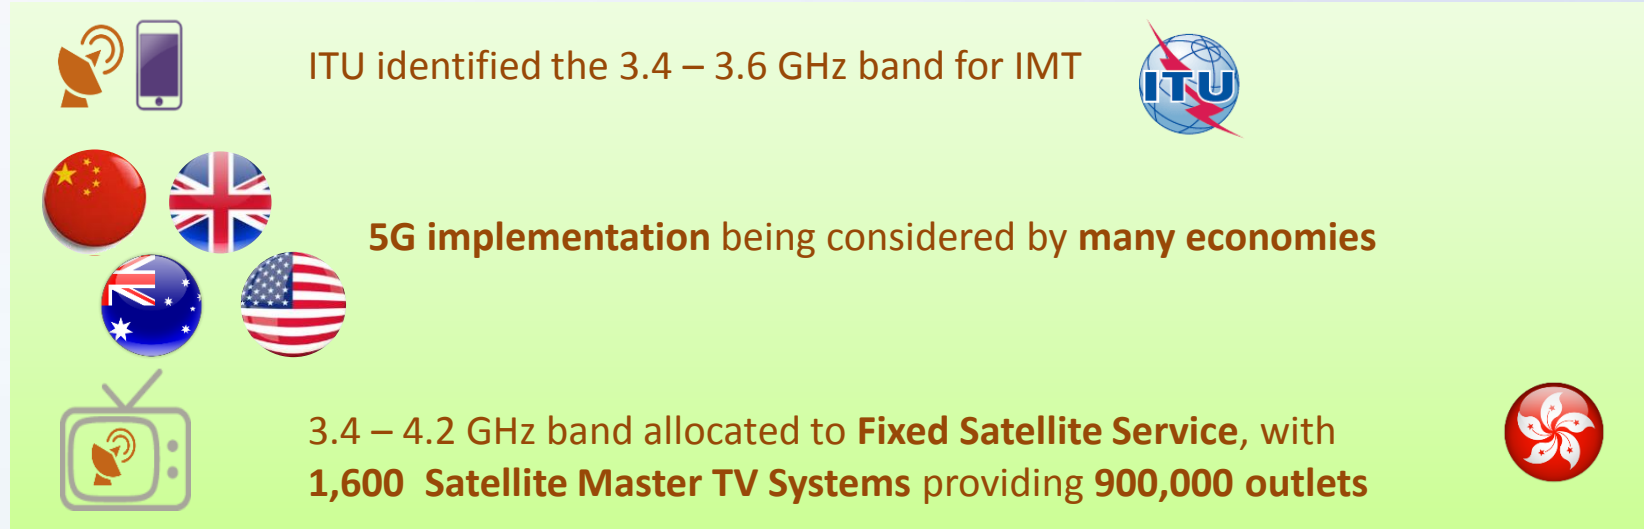 ITU identified the 3.4 – 3.6 GHz band for IMT
ITU
5G implementation being considered by many economies
3.4 – 4.2 GHz band allocated to Fixed Satellite Service, with
1,600 Satellite Master TV Systems providing 900,000 outlets